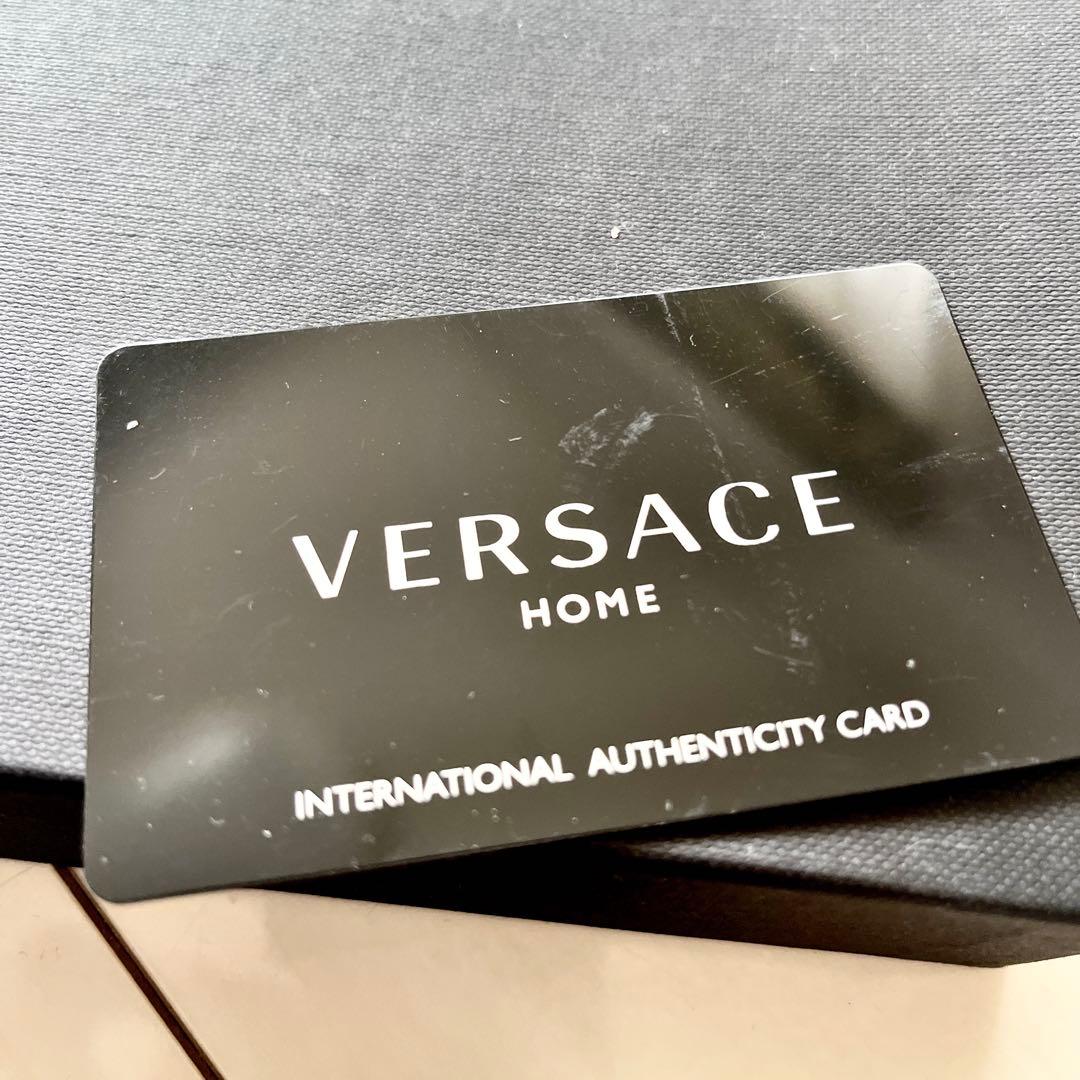 VERSACE
HOME
INTERNATIONAL AUTHENTICITY CARD